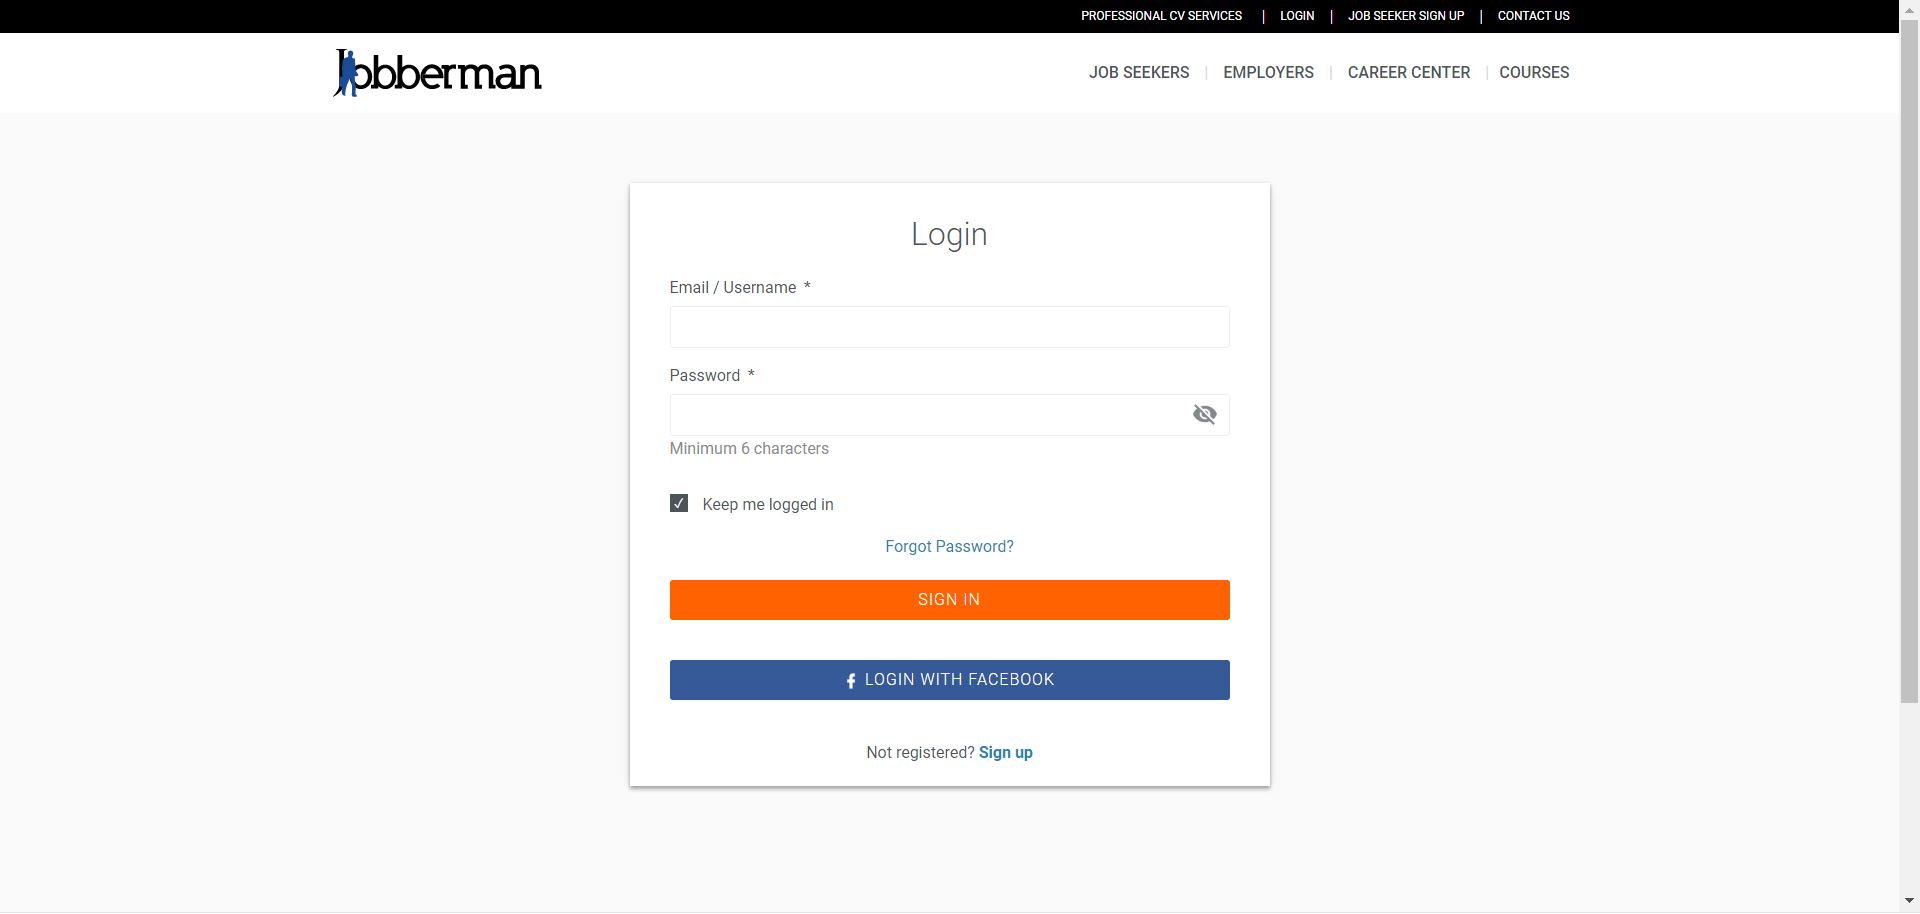 PROFESSIONAL CV SERVICES | LOGIN | JOB SEEKER SIGN UP | CONTACT US
Jobberman
JOB SEEKERS | EMPLOYERS | CAREER CENTER | COURSES
Login
Email / Username *
Password *
Minimum 6 characters
Keep me logged in
Forgot Password?
SIGN IN
LOGIN WITH FACEBOOK
Not registered? Sign up